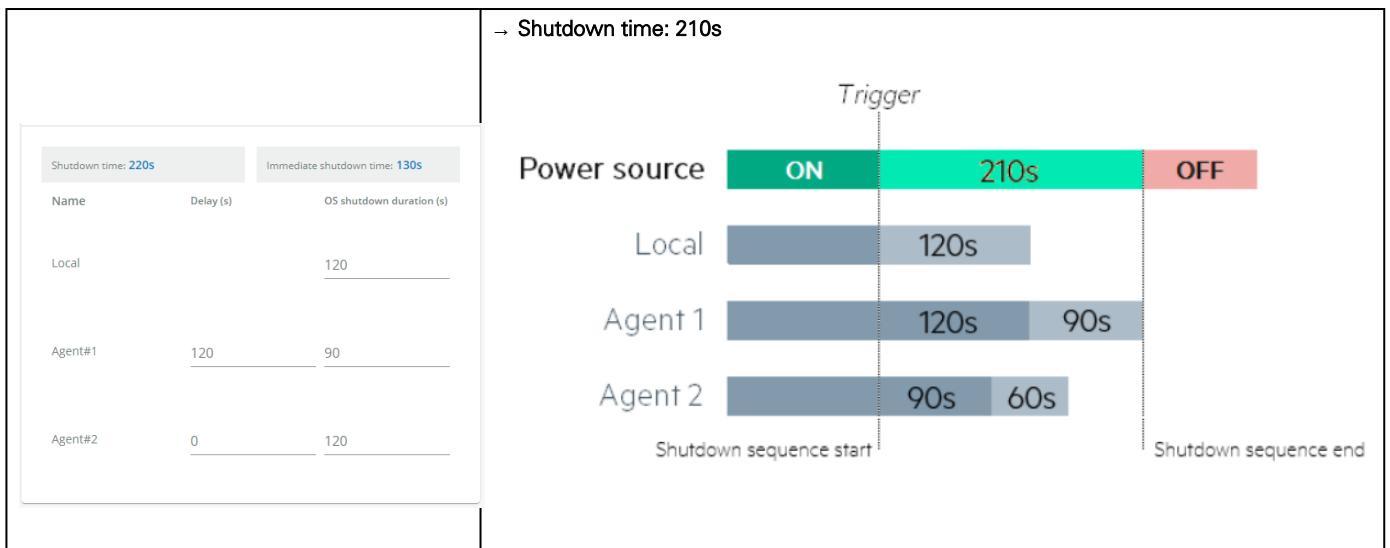 → Shutdown time: 210s
Shutdown time: 220s
Immediate shutdown time: 130s
Name Delay (s) OS shutdown duration (s)
Local 120
Agent#1 120 90
Agent#2 0 120
Trigger
Power source ON 210s OFF
Local 120s
Agent 1 120s 90s
Agent 2 90s 60s
Shutdown sequence start
Shutdown sequence end